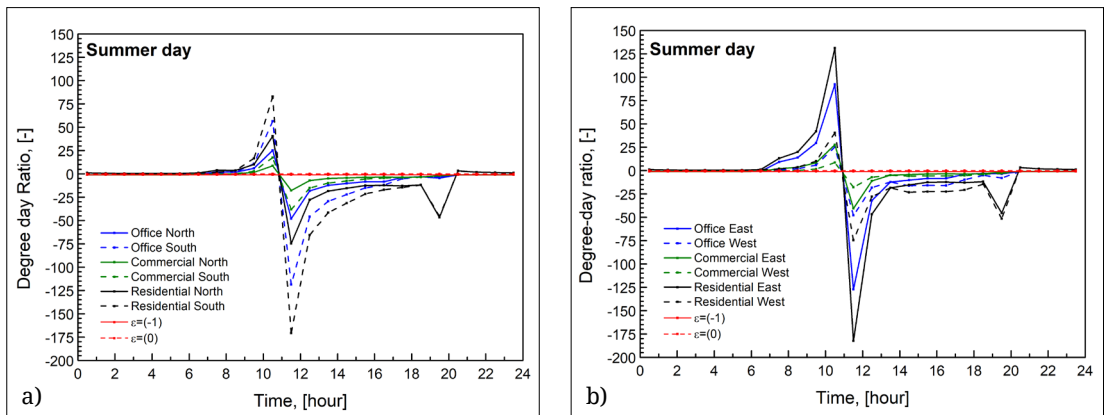 Summer day
Degree day Ratio, [-]
150
125
100
75
50
25
0
-25
-50
-75
-100
-125
-150
-175
-200
Office North
Office South
Commercial North
Commercial South
Residential North
Residential South
ε=(-1)
ε=(0)
0 2 4 6 8 10 12 14 16 18 20 22 24
Time, [hour]
a)
Summer day
Degree-day ratio, [-]
150
125
100
75
50
25
0
-25
-50
-75
-100
-125
-150
-175
-200
Office East
Office West
Commercial East
Commercial West
Residential East
Residential West
ε=(-1)
ε=(0)
0 2 4 6 8 10 12 14 16 18 20 22 24
Time, [hour]
b)